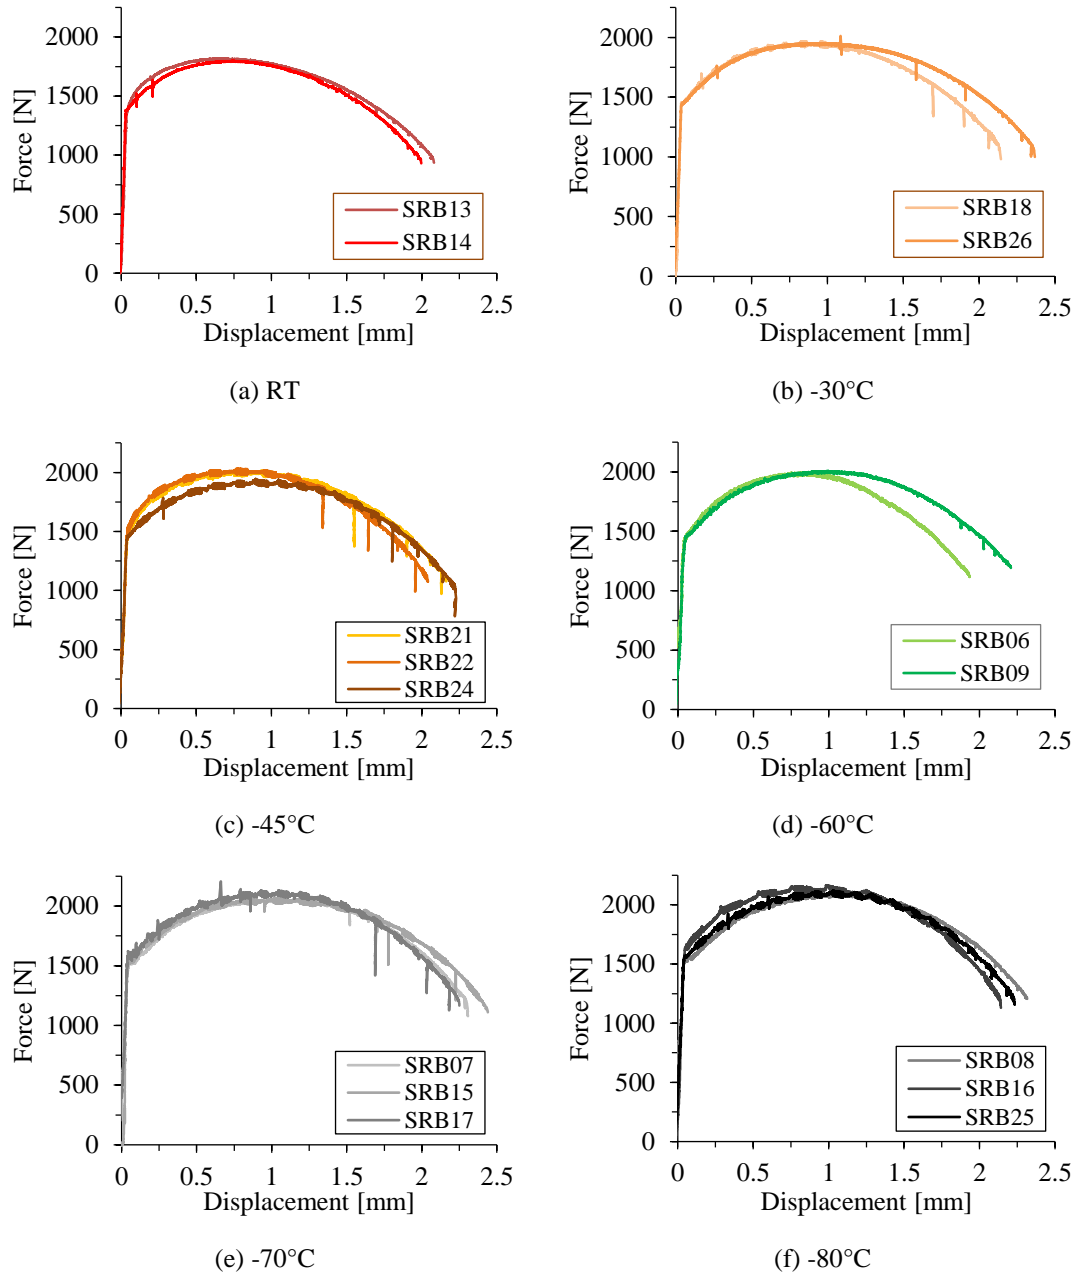 2000
1500
1000
500
0
Force [N]
0 0.5 1 1.5 2 2.5
Displacement [mm]
SRB13
SRB14
(a) RT
2000
1500
1000
500
0
Force [N]
0 0.5 1 1.5 2 2.5
Displacement [mm]
SRB18
SRB26
(b) -30°C
2000
1500
1000
500
0
Force [N]
0 0.5 1 1.5 2 2.5
Displacement [mm]
SRB21
SRB22
SRB24
(c) -45°C
2000
1500
1000
500
0
Force [N]
0 0.5 1 1.5 2 2.5
Displacement [mm]
SRB06
SRB09
(d) -60°C
2000
1500
1000
500
0
Force [N]
0 0.5 1 1.5 2 2.5
Displacement [mm]
SRB07
SRB15
SRB17
(e) -70°C
2000
1500
1000
500
0
Force [N]
0 0.5 1 1.5 2 2.5
Displacement [mm]
SRB08
SRB16
SRB25
(f) -80°C